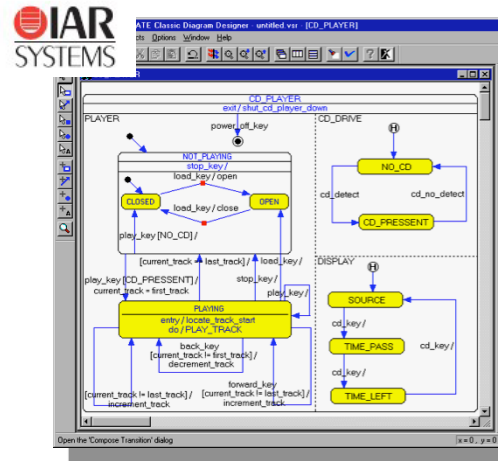 IAR
SYSTEMS
ATE Classic Diagram Designer - untitled.vsr - [CD_PLAYER]
cts Options Window Help
CD_PLAYER
exit/shut_cd_player_down
PLAYER
power_off_key
CD_DRIVE
H
NOT_PLAYING
stop_key/
load_key/open
NO_CD
CLOSED
OPEN
cd_detect
cd_no_detect
load_key/close
CD_PRESSENT
play_key [NO_CD]/
[current_track = last_track]/
load_key/
DISPLAY
H
play_key [CD_PRESSENT]/
current_track = first_track
stop_key/
play_key/
SOURCE
PLAYING
entry/locate_track_start
do/PLAY_TRACK
cd_key/
TIME_PASS
cd_key/
back_key
[current_track != first_track]/
decrement_track
cd_key/
forward_key
[current_track != last_track]/
increment_track
[current_track != last_track]/
increment_track
TIME_LEFT
Open the 'Compose Transition' dialog
x = 0, y = 0